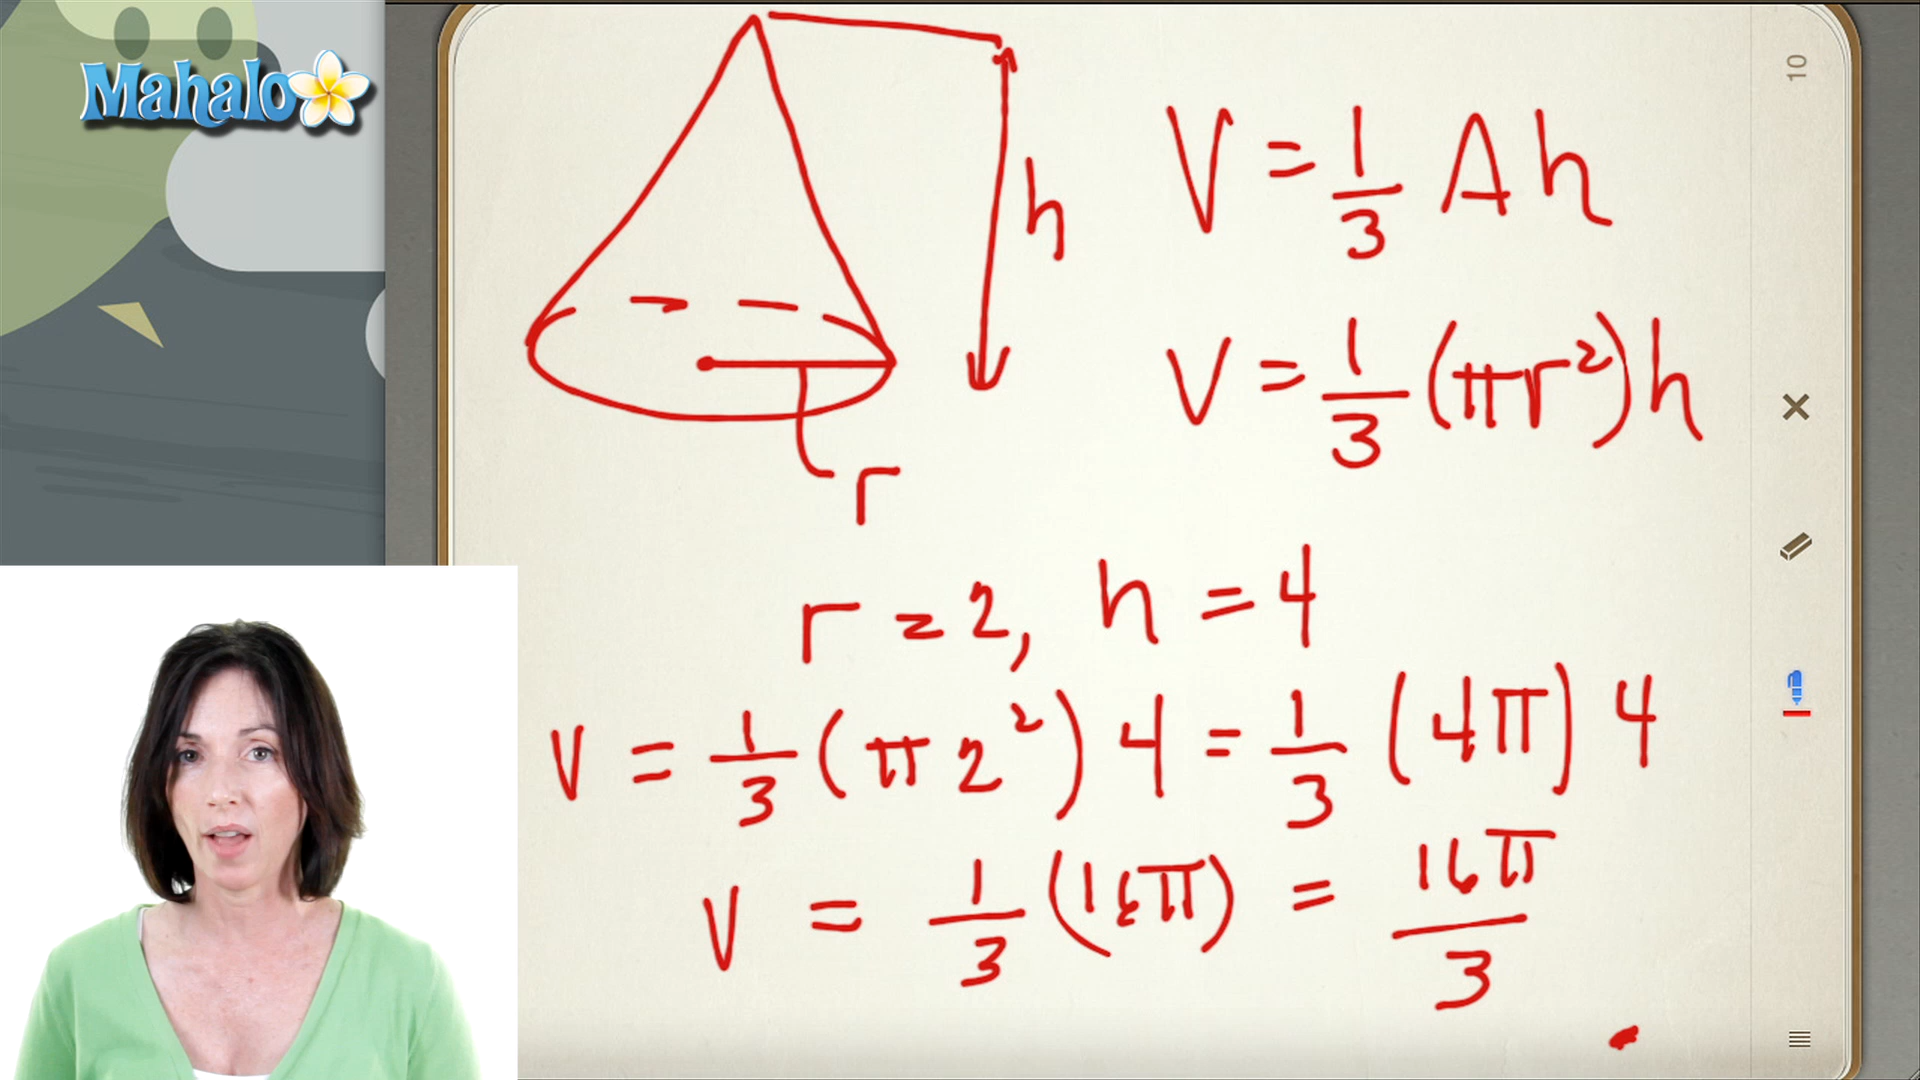 Mahalo
10
h
r
V = 1/3 A h
V = 1/3 (πr²) h
r = 2, h = 4
V = 1/3 (π 2²) 4 = 1/3 (4π) 4
V = 1/3 (16π) = 16π/3